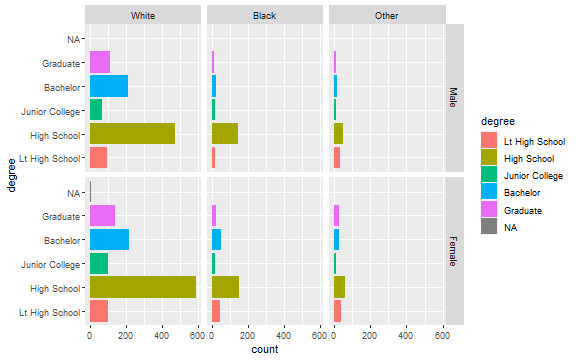 White Black Other
NA
Graduate
Bachelor
Junior College
High School
Lt High School
Male
NA
Graduate
Bachelor
Junior College
High School
Lt High School
Female
degree
0 200 400 600 0 200 400 600 0 200 400 600
count
degree
Lt High School
High School
Junior College
Bachelor
Graduate
NA